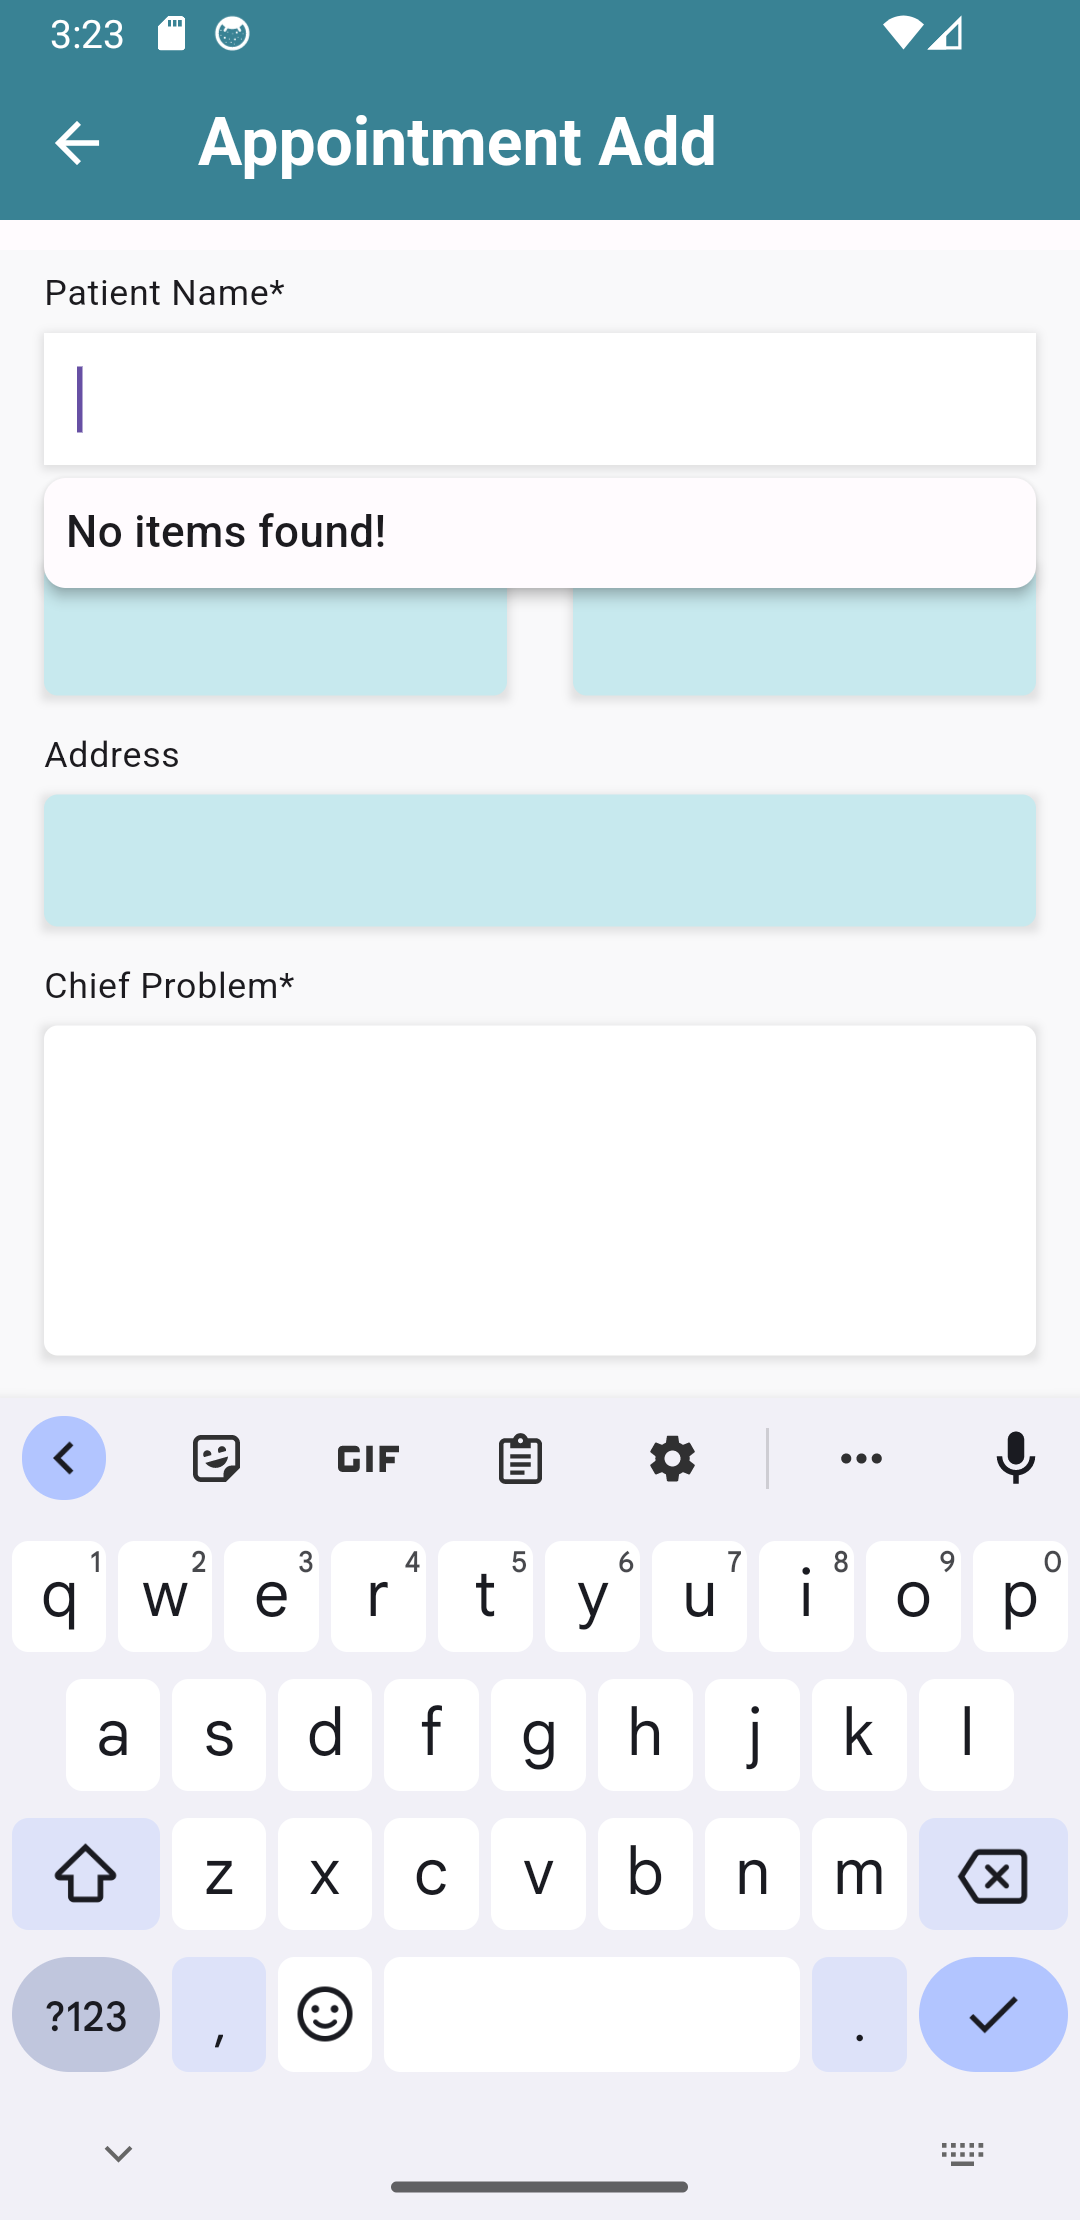 3:23
Appointment Add
Patient Name*
No items found!
Address
Chief Problem*
GIF
q 1 w 2 e 3 r 4 t 5 y 6 u 7 i 8 o 9 p 0
a s d f g h j k l
z x c v b n m
?123 , .